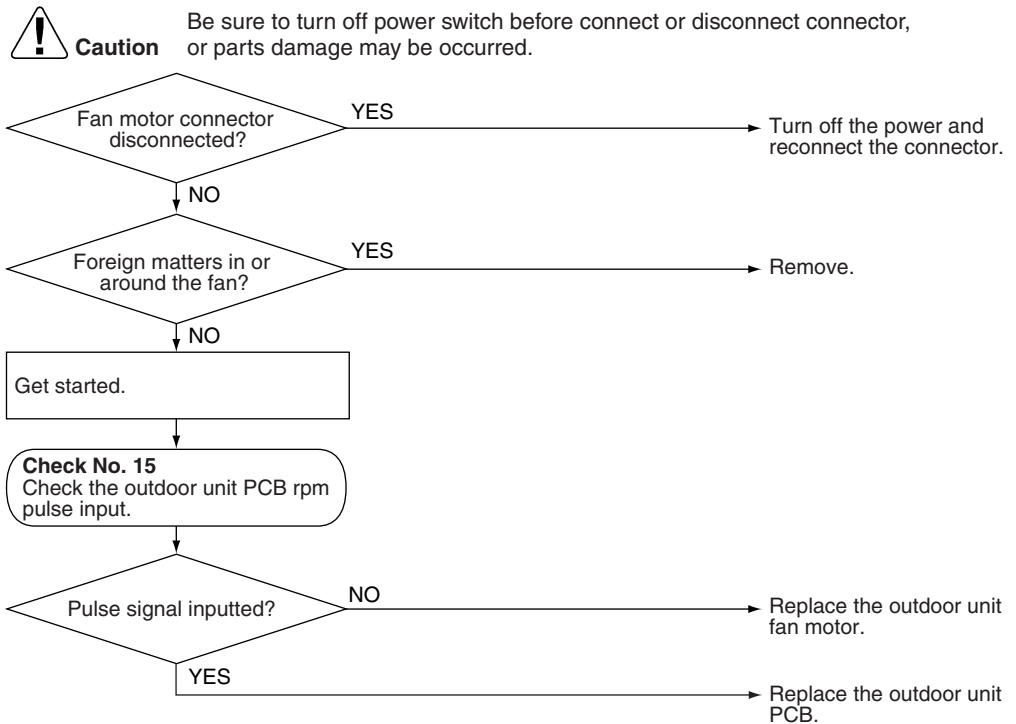 Caution
Be sure to turn off power switch before connect or disconnect connector,
or parts damage may be occurred.
Fan motor connector
disconnected?
YES
Turn off the power and
reconnect the connector.
NO
Foreign matters in or
around the fan?
YES
Remove.
NO
Get started.
Check No. 15
Check the outdoor unit PCB rpm
pulse input.
Pulse signal inputted?
NO
Replace the outdoor unit
fan motor.
YES
Replace the outdoor unit
PCB.